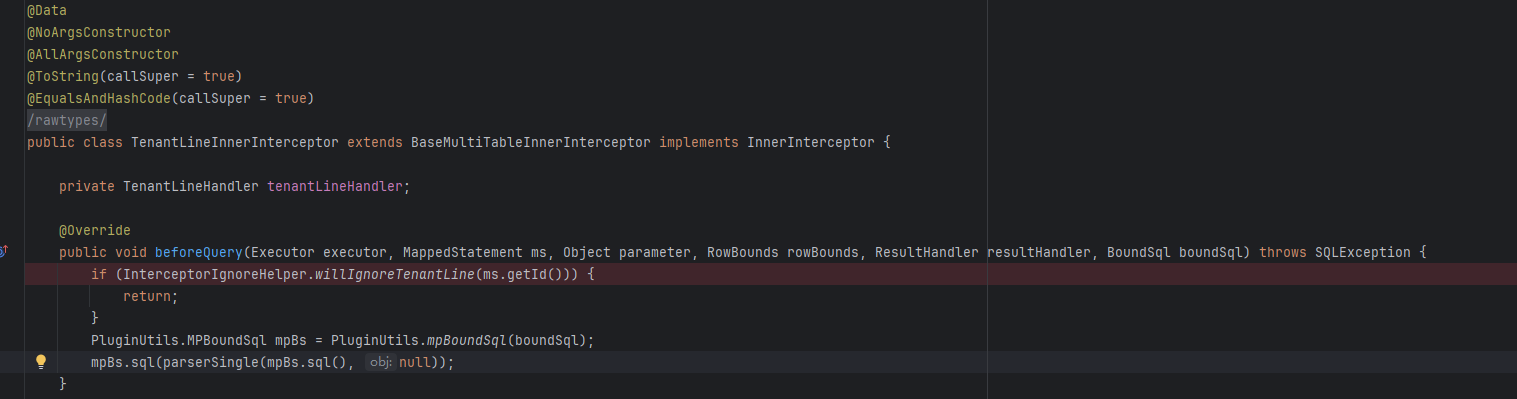 @Data
@NoArgsConstructor
@AllArgsConstructor
@ToString(callSuper = true)
@EqualsAndHashCode(callSuper = true)
/rawtypes/
public class TenantLineInnerInterceptor extends BaseMultiTableInnerInterceptor implements InnerInterceptor {
private TenantLineHandler tenantLineHandler;
@Override
public void beforeQuery(Executor executor, MappedStatement ms, Object parameter, RowBounds rowBounds, ResultHandler resultHandler, BoundSql boundSql) throws SQLException {
if (InterceptorIgnoreHelper.willIgnoreTenantLine(ms.getId())) {
return;
}
PluginUtils.MPBoundSql mpBs = PluginUtils.mpBoundSql(boundSql);
mpBs.sql(parserSingle(mpBs.sql(), obj: null));
}